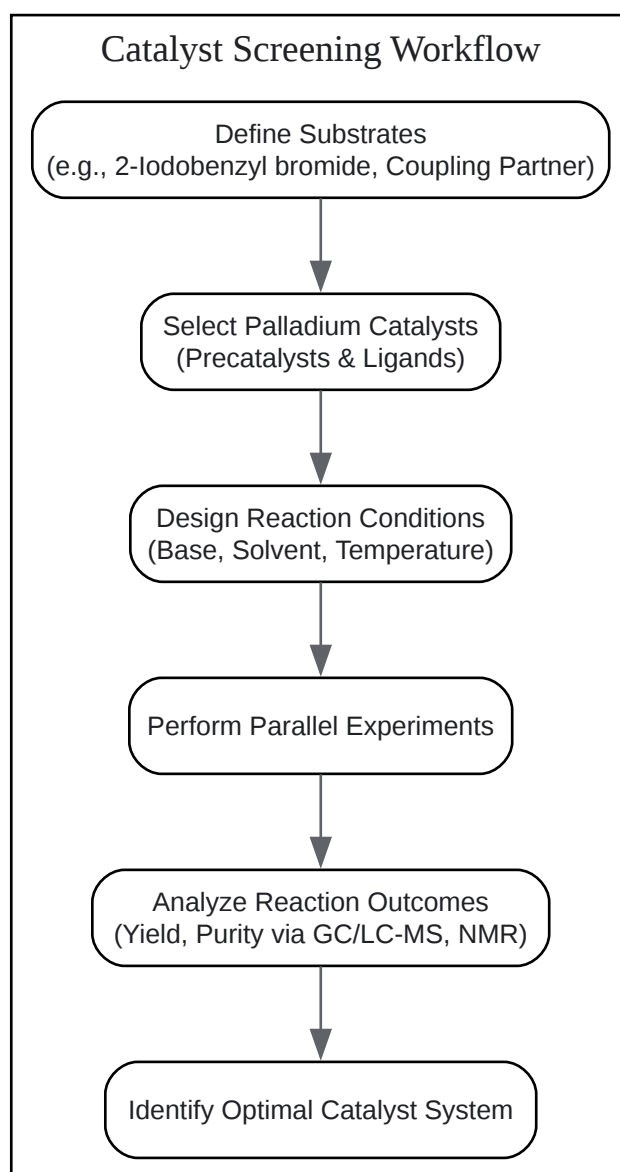 Catalyst Screening Workflow
Define Substrates
(e.g., 2-Iodobenzyl bromide, Coupling Partner)
Select Palladium Catalysts
(Precatalysts & Ligands)
Design Reaction Conditions
(Base, Solvent, Temperature)
Perform Parallel Experiments
Analyze Reaction Outcomes
(Yield, Purity via GC/LC-MS, NMR)
Identify Optimal Catalyst System